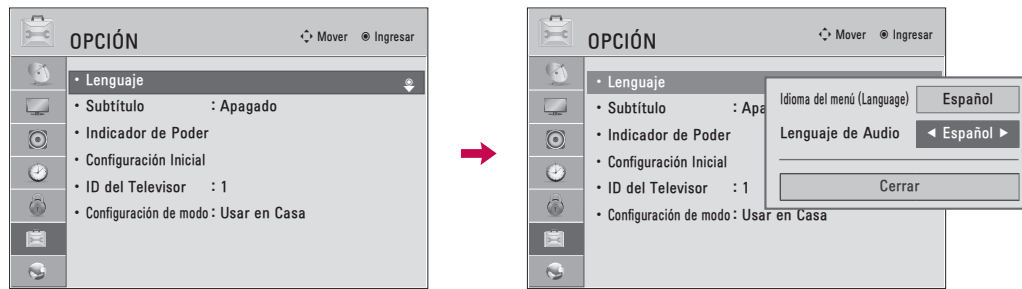 OPCIÓN Mover Ingresar
• Lenguaje
• Subtítulo : Apagado
• Indicador de Poder
• Configuración Inicial
• ID del Televisor : 1
• Configuración de modo : Usar en Casa
OPCIÓN Mover Ingresar
• Lenguaje
• Subtítulo : Apa
• Indicador de Poder
• Configuración Inicial
• ID del Televisor : 1
• Configuración de modo : Usar en Casa
Idioma del menú (Language) Español
Lenguaje de Audio ◄ Español ►
Cerrar